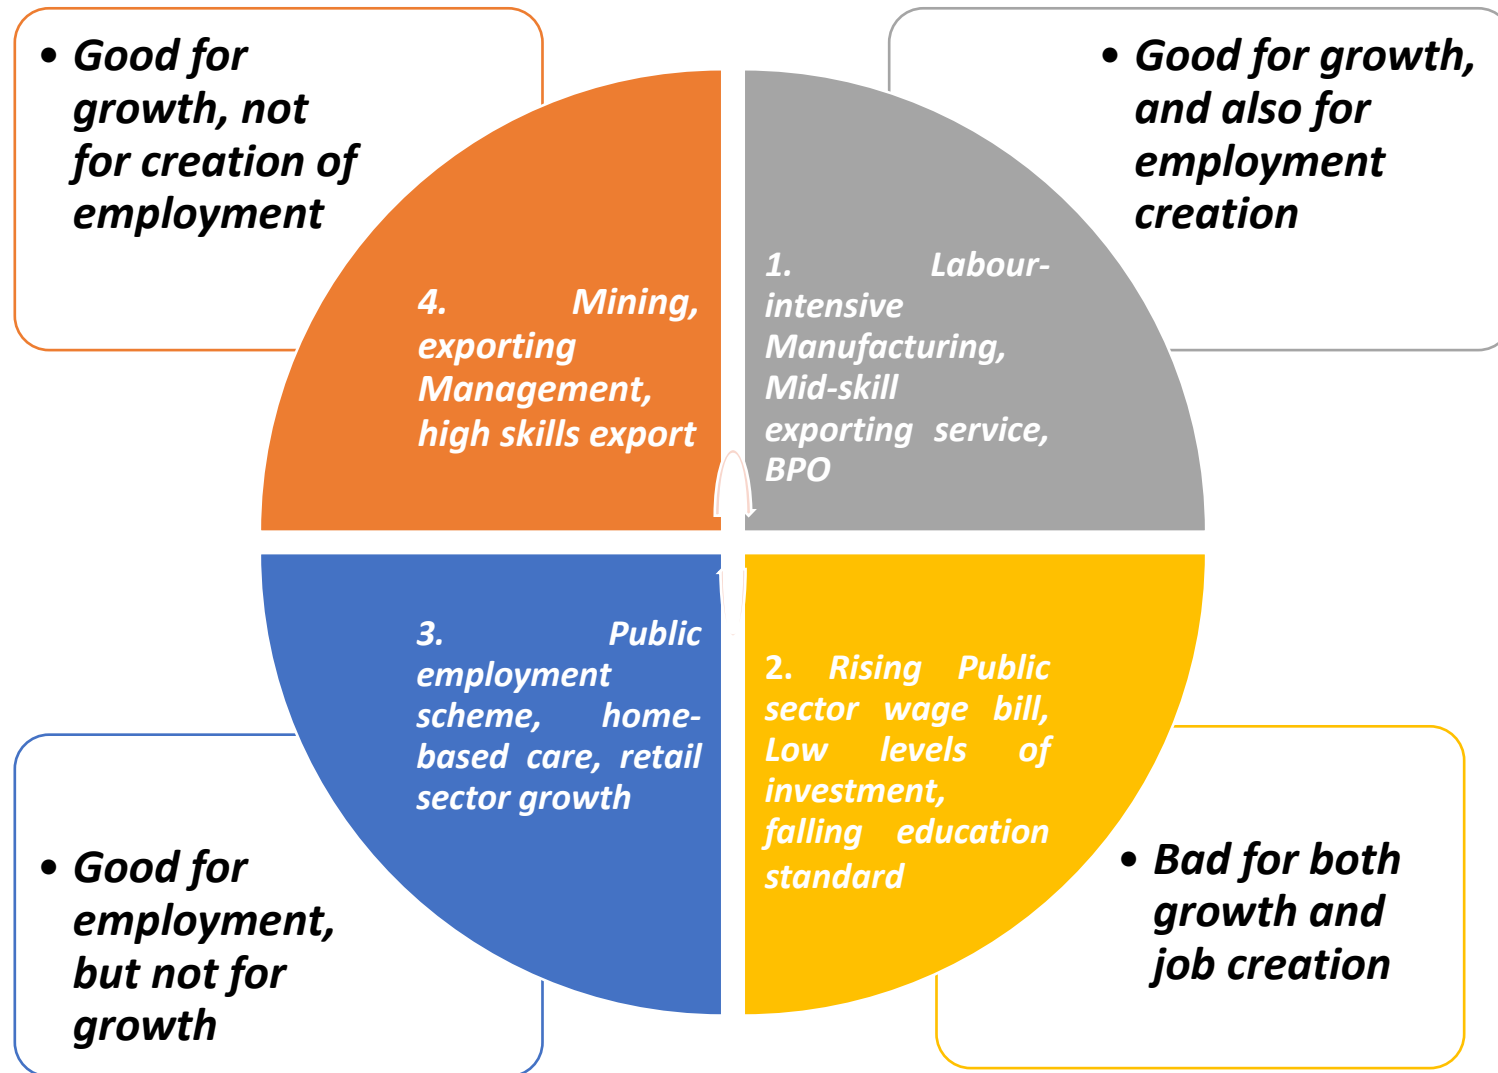 • Good for
growth, not
for creation of
employment
• Good for growth,
and also for
employment
creation
4. Mining,
exporting
Management,
high skills export
1. Labour-
intensive
Manufacturing,
Mid-skill
exporting service,
BPO
3. Public
employment
scheme, home-
based care, retail
sector growth
2. Rising Public
sector wage bill,
Low levels of
investment,
falling education
standard
• Good for
employment,
but not for
growth
• Bad for both
growth and
job creation